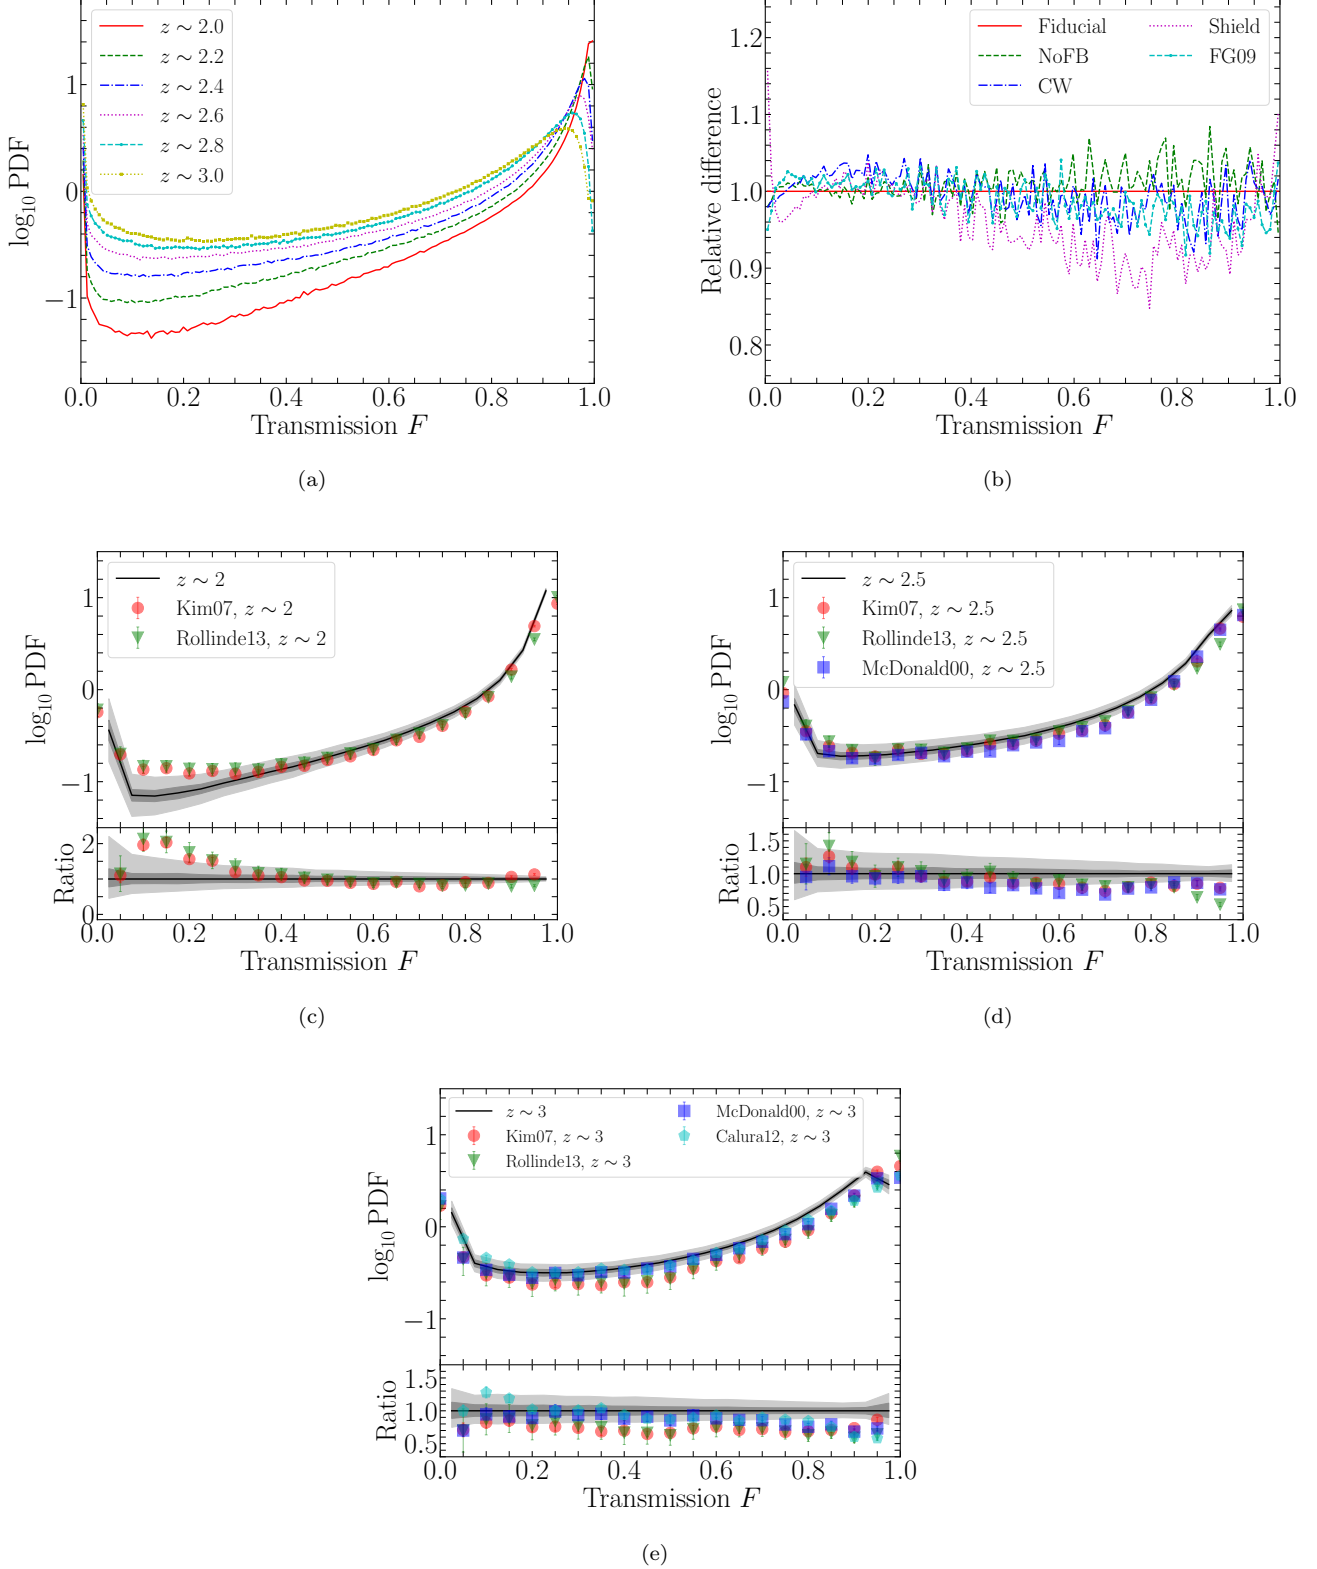 z ∼ 2.0
z ∼ 2.2
z ∼ 2.4
z ∼ 2.6
z ∼ 2.8
z ∼ 3.0
1
0
−1
log₁₀ PDF
0.0 0.2 0.4 0.6 0.8 1.0
Transmission F
(a)
Fiducial
NoFB
CW
Shield
FG09
1.2
1.1
1.0
0.9
0.8
Relative difference
0.0 0.2 0.4 0.6 0.8 1.0
Transmission F
(b)
z ∼ 2
Kim07, z ∼ 2
Rollinde13, z ∼ 2
1
0
−1
log₁₀ PDF
2
1
0
Ratio
0.0 0.2 0.4 0.6 0.8 1.0
Transmission F
(c)
z ∼ 2.5
Kim07, z ∼ 2.5
Rollinde13, z ∼ 2.5
McDonald00, z ∼ 2.5
1
0
−1
log₁₀ PDF
1.5
1.0
0.5
Ratio
0.0 0.2 0.4 0.6 0.8 1.0
Transmission F
(d)
z ∼ 3
Kim07, z ∼ 3
Rollinde13, z ∼ 3
McDonald00, z ∼ 3
Calura12, z ∼ 3
1
0
−1
log₁₀ PDF
1.5
1.0
0.5
Ratio
0.0 0.2 0.4 0.6 0.8 1.0
Transmission F
(e)